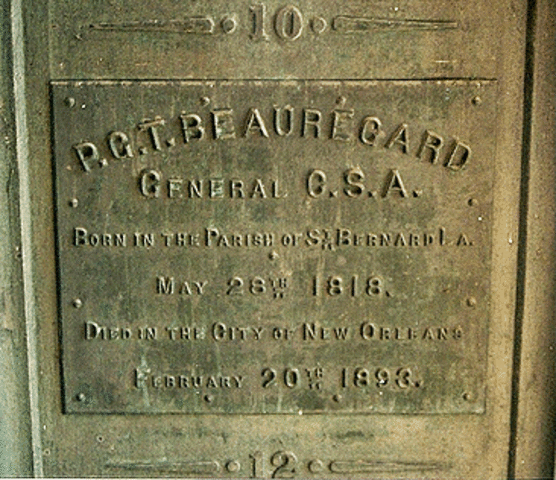 10
P.G.T. BEAUREGARD
GENERAL C.S.A.
BORN IN THE PARISH OF ST. BERNARD LA.
MAY 28TH 1818.
DIED IN THE CITY OF NEW ORLEANS
FEBRUARY 20TH 1893.
12